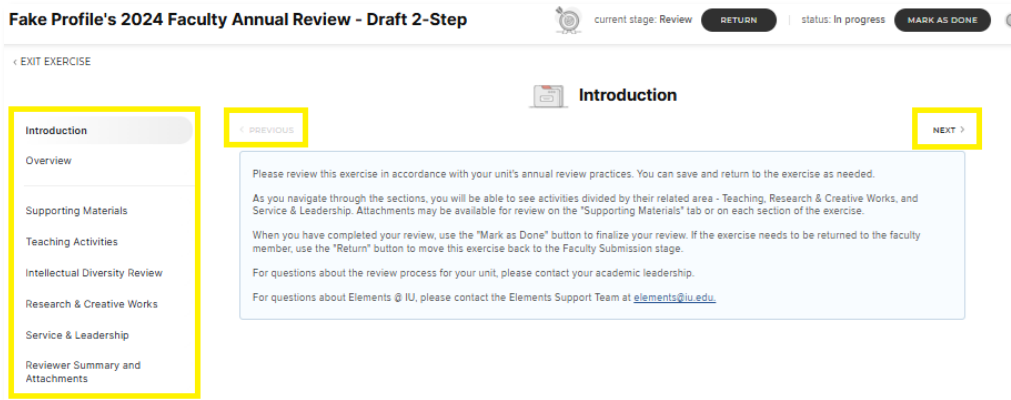 Fake Profile's 2024 Faculty Annual Review - Draft 2-Step
current stage: Review
RETURN
status: In progress
MARK AS DONE
< EXIT EXERCISE
Introduction
Introduction
Overview
Supporting Materials
Teaching Activities
Intellectual Diversity Review
Research & Creative Works
Service & Leadership
Reviewer Summary and
Attachments
< PREVIOUS
NEXT >
Please review this exercise in accordance with your unit's annual review practices. You can save and return to the exercise as needed.
As you navigate through the sections, you will be able to see activities divided by their related area - Teaching, Research & Creative Works, and
Service & Leadership. Attachments may be available for review on the "Supporting Materials" tab or on each section of the exercise.
When you have completed your review, use the "Mark as Done" button to finalize your review. If the exercise needs to be returned to the faculty
member, use the "Return" button to move this exercise back to the Faculty Submission stage.
For questions about the review process for your unit, please contact your academic leadership.
For questions about Elements @ IU, please contact the Elements Support Team at elements@iu.edu.